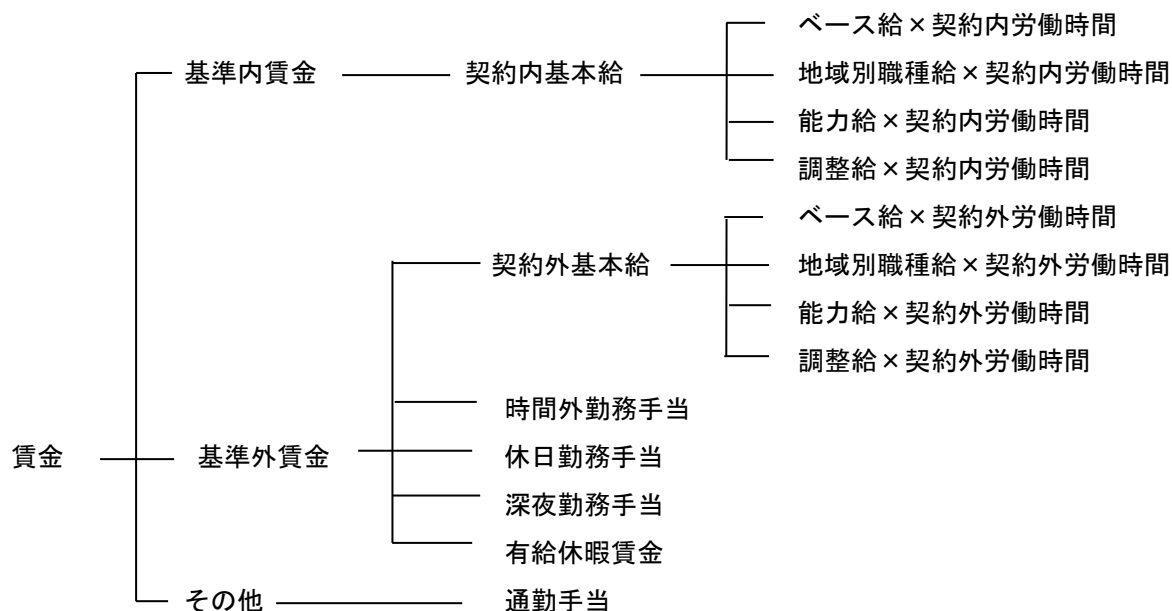 ベース給×契約内労働時間
基準内賃金 契約内基本給 地域別職種給×契約内労働時間
能力給×契約内労働時間
調整給×契約内労働時間
ベース給×契約外労働時間
契約外基本給 地域別職種給×契約外労働時間
能力給×契約外労働時間
調整給×契約外労働時間
時間外勤務手当
賃金 基準外賃金 休日勤務手当
深夜勤務手当
有給休暇賃金
その他 通勤手当